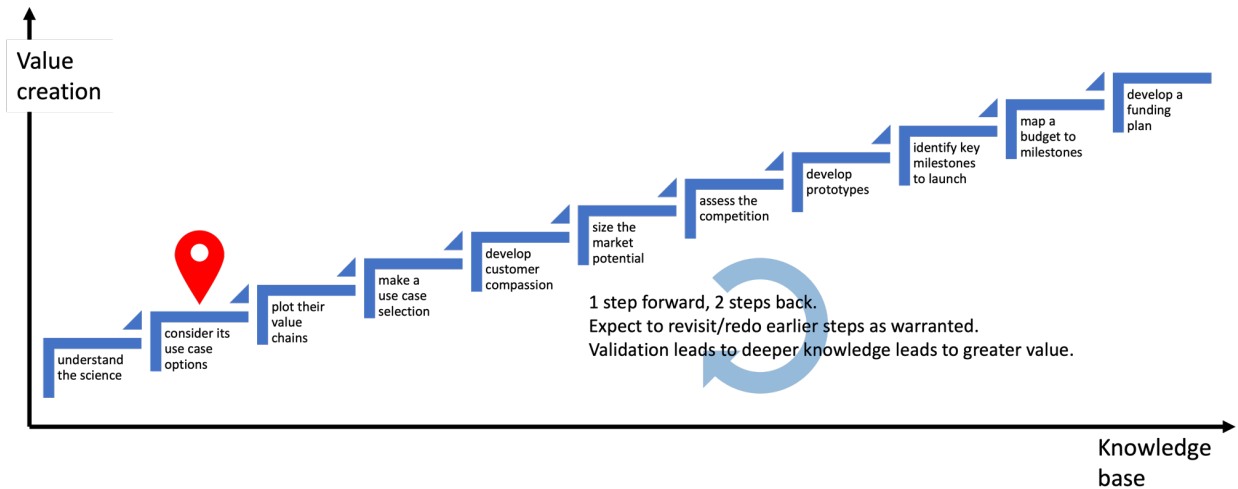 Value
creation
understand
the science
consider its
use case
options
plot their
value
chains
make a
use case
selection
develop
customer
compassion
size the
market
potential
assess the
competition
develop
prototypes
identify key
milestones
to launch
map a
budget to
milestones
develop a
funding
plan
1 step forward, 2 steps back.
Expect to revisit/redo earlier steps as warranted.
Validation leads to deeper knowledge leads to greater value.
Knowledge
base